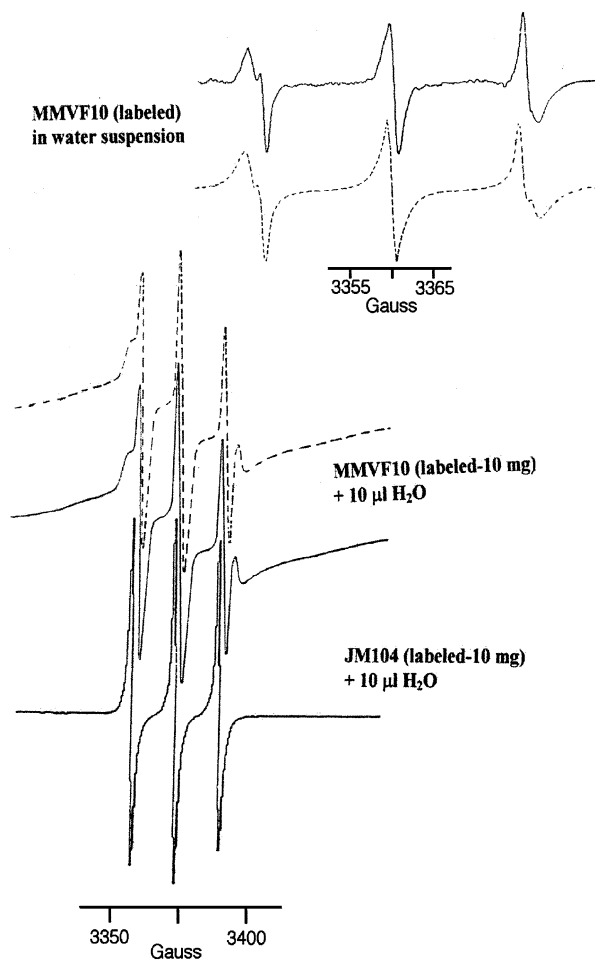 MMVF10 (labeled)
in water suspension
3355 3365
Gauss
MMVF10 (labeled-10 mg)
+ 10 µl H₂O
JM104 (labeled-10 mg)
+ 10 µl H₂O
3350 3400
Gauss